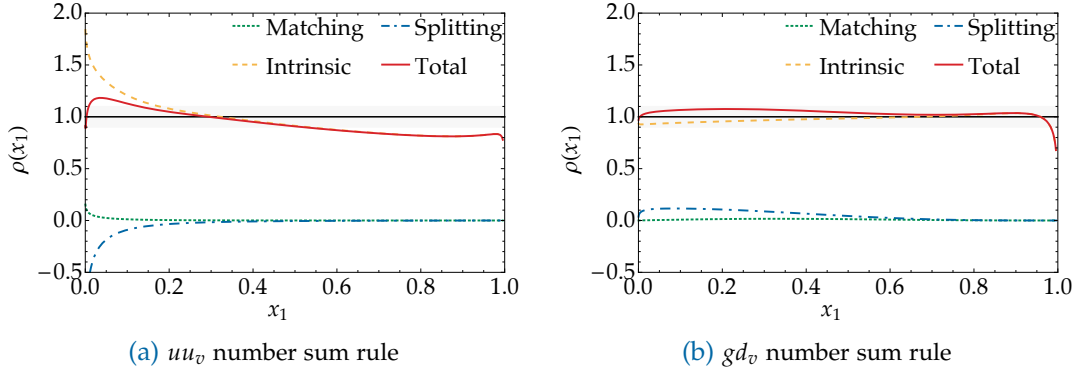 2.0
1.5
1.0
0.5
0.0
−0.5
ρ(x₁)
Matching
Splitting
Intrinsic
Total
0.0 0.2 0.4 0.6 0.8 1.0
x₁
(a) uuᵥ number sum rule
2.0
1.5
1.0
0.5
0.0
−0.5
ρ(x₁)
Matching
Splitting
Intrinsic
Total
0.0 0.2 0.4 0.6 0.8 1.0
x₁
(b) gdᵥ number sum rule